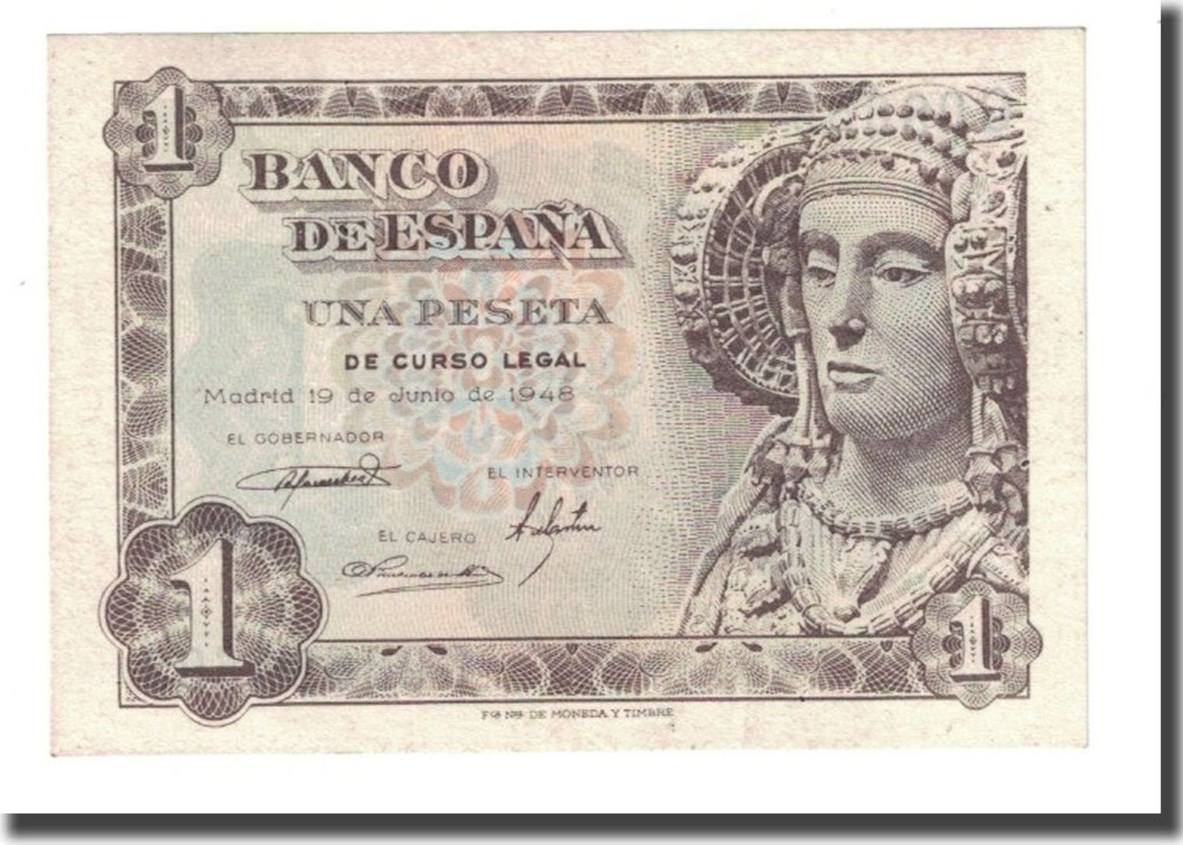 1
BANCO
DE ESPAÑA
UNA PESETA
DE CURSO LEGAL
Madrid 19 de Junio de 1948
EL GOBERNADOR
EL INTERVENTOR
EL CAJERO
1
1
Fca Nal DE MONEDA Y TIMBRE